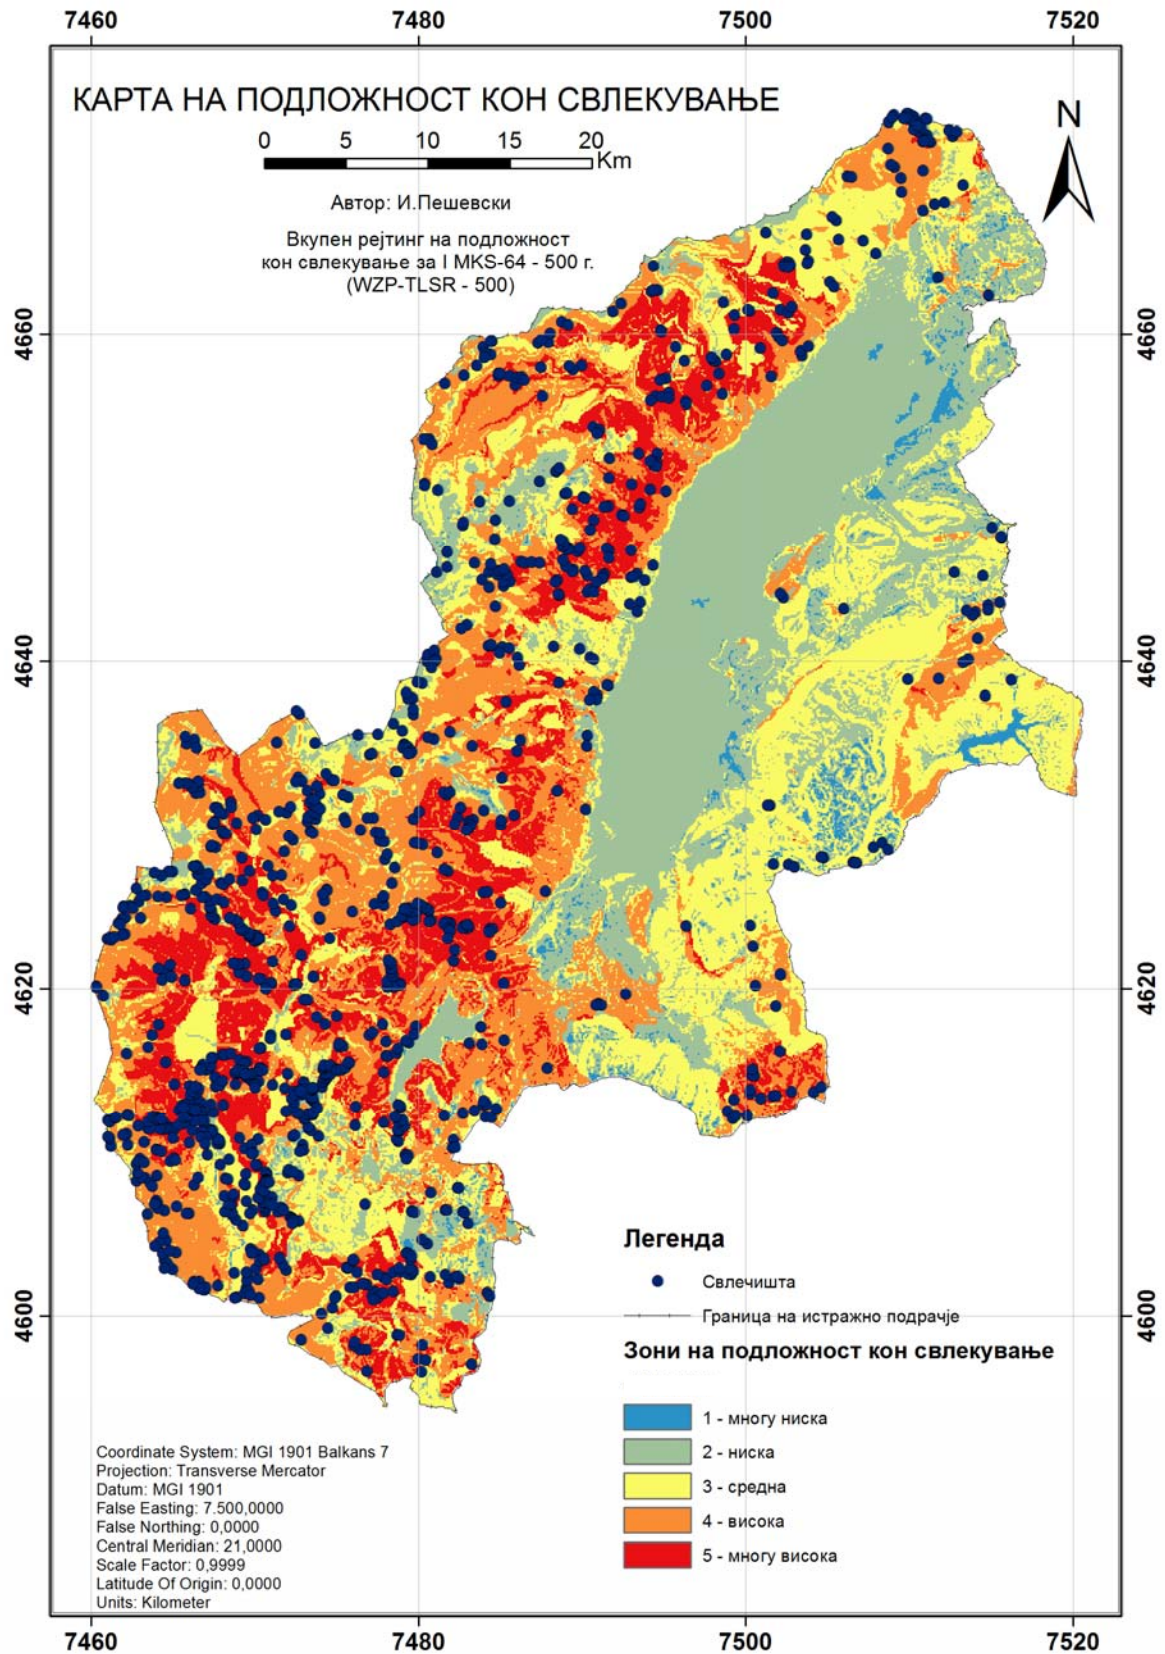 7460 7480 7500 7520
КАРТА НА ПОДЛОЖНОСТ КОН СВЛЕКУВАЊЕ
N
0 5 10 15 20
Km
Автор: И.Пешевски
Вкупен рејтинг на подложност
кон свлекување за I MKS-64 - 500 г.
(WZP-TLSR - 500)
4660 4660
4640 4640
4620 4620
4600 4600
Легенда
Свлечишта
Граница на истражно подрачје
Зони на подложност кон свлекување
1 - многу ниска
2 - ниска
3 - средна
4 - висока
5 - многу висока
Coordinate System: MGI 1901 Balkans 7
Projection: Transverse Mercator
Datum: MGI 1901
False Easting: 7.500,0000
False Northing: 0,0000
Central Meridian: 21,0000
Scale Factor: 0,9999
Latitude Of Origin: 0,0000
Units: Kilometer
7460 7480 7500 7520